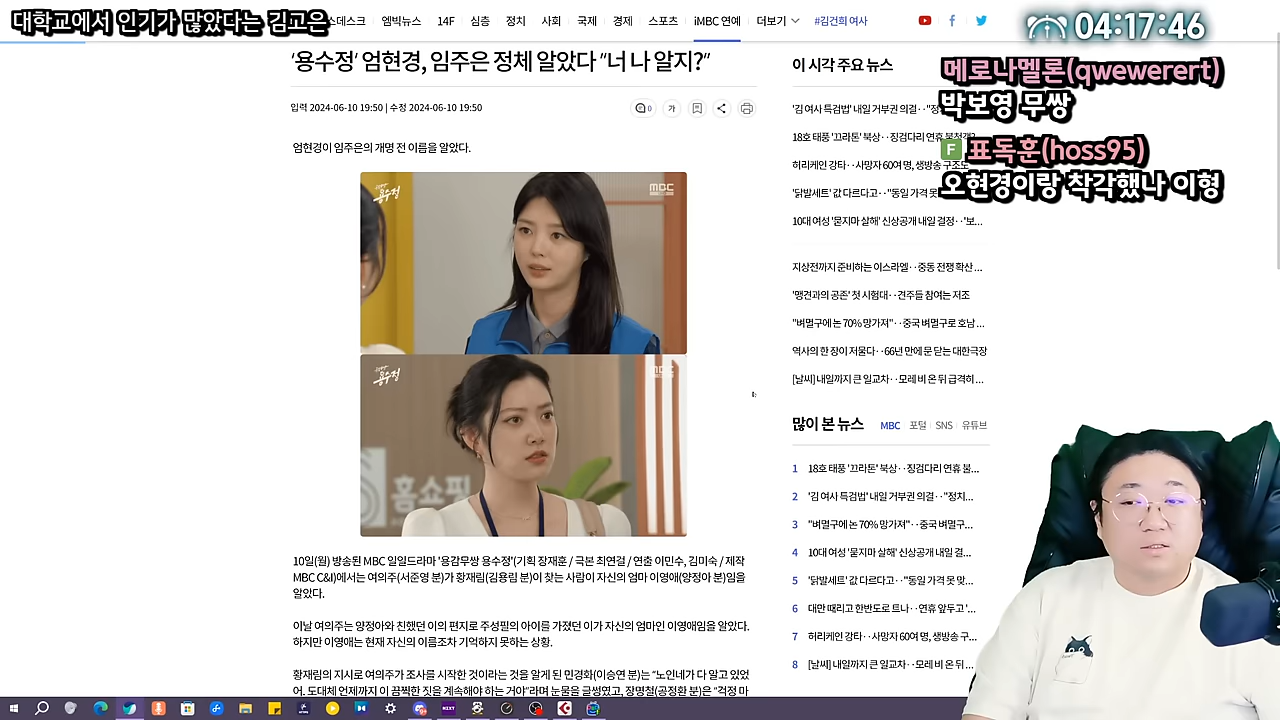 대학교에서 인기가 많았다는 김고은
스데스크 엠빅뉴스 14F 심층 정치 사회 국제 경제 스포츠 iMBC 연예 더보기 #김건희 여사
04:17:46
'용수정' 엄현경, 임주은 정체 알았다 "너 나 알지?"
입력 2024-06-10 19:50 | 수정 2024-06-10 19:50
0 가
엄현경이 임주은의 개명 전 이름을 알았다.
용수정
MBC
용수정
MBC
홈쇼핑
10일(월) 방송된 MBC 일일드라마 '용감무쌍 용수정'(기획 장재훈 / 극본 최연걸 / 연출 이민수, 김미숙 / 제작
MBC C&I)에서는 여의주(서준영 분)가 황재림(김용림 분)이 찾는 사람이 자신의 엄마 이영애(양정아 분)임을
알았다.
이날 여의주는 양정아와 친했던 이의 편지로 주성필의 아이를 가졌던 이가 자신의 엄마인 이영애임을 알았다.
하지만 이영애는 현재 자신의 이름조차 기억하지 못하는 상황.
황재림의 지시로 여의주가 조사를 시작한 것이라는 것을 알게 된 민경화(이승연 분)는 "노인네가 다 알고 있었
어. 도대체 언제까지 이 끔찍한 짓을 계속해야 하는 거야"라며 눈물을 글썽였고, 장명철(공정환 분)은 "걱정 마
이 시각 주요 뉴스
'김 여사 특검법' 내일 거부권 의결‥"정
18호 태풍 '끄라톤' 북상‥징검다리 연휴
허리케인 강타‥사망자 60여 명, 생방송 구조도
'닭발세트' 값 다르다고‥"동일 가격 못
10대 여성 '묻지마 살해' 신상공개 내일 결정‥'보...
지상전까지 준비하는 이스라엘‥중동 전쟁 확산 ...
'맹견과의 공존' 첫 시험대‥견주들 참여는 저조
"벼멸구에 논 70% 망가져"‥중국 벼멸구로 호남 ...
역사의 한 장이 저물다‥66년 만에 문 닫는 대한극장
[날씨] 내일까지 큰 일교차‥모레 비 온 뒤 급격히 ...
메로나멜론(qwewerert)
박보영 무쌍
F 표독훈(hoss95)
오현경이랑 착각했나 이형
많이 본 뉴스 MBC 포털 SNS 유튜브
1 18호 태풍 '끄라톤' 북상‥징검다리 연휴 붙...
2 '김 여사 특검법' 내일 거부권 의결‥"정치...
3 "벼멸구에 논 70% 망가져"‥중국 벼멸구...
4 10대 여성 '묻지마 살해' 신상공개 내일 결...
5 '닭발세트' 값 다르다고‥"동일 가격 못 맞...
6 대만 때리고 한반도로 트나‥연휴 앞두고 '...
7 허리케인 강타‥사망자 60여 명, 생방송 구...
8 [날씨] 내일까지 큰 일교차‥모레 비 온 뒤 ...
NEXT